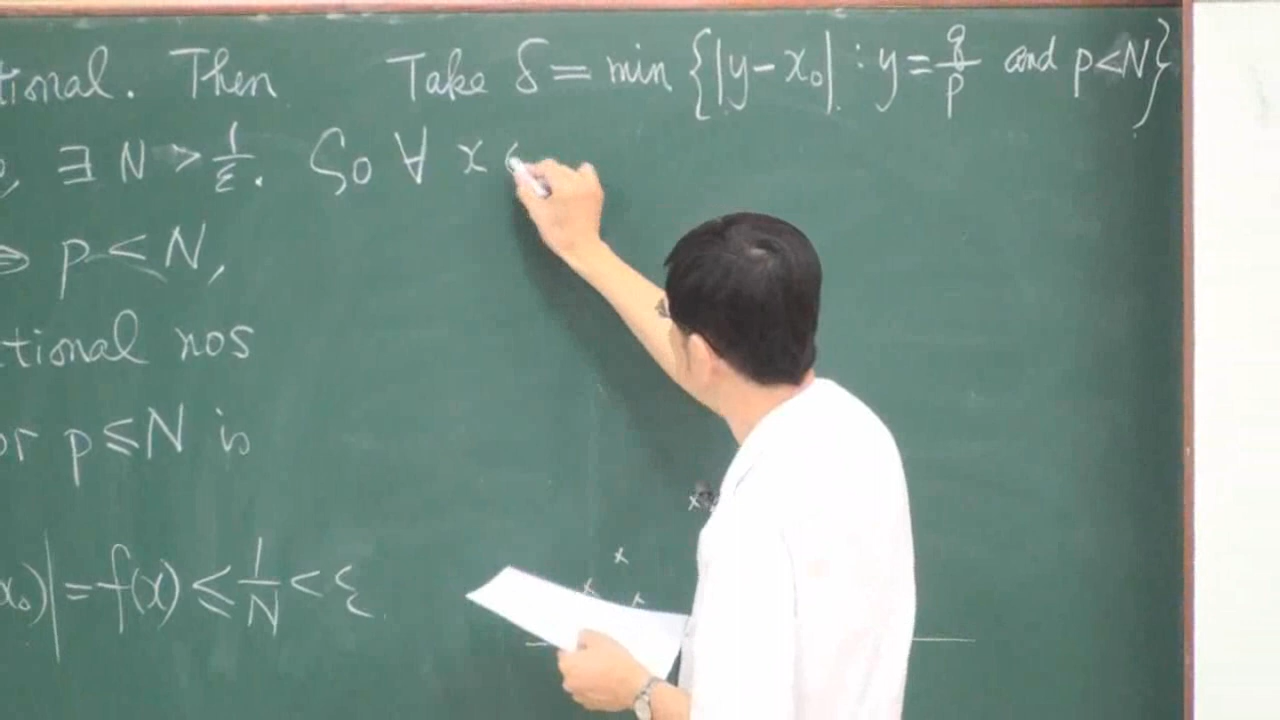 tional. Then Take δ = min {|y-x₀| : y = q/p and p<N}
∃ N > 1/ε. So ∀ x
⇒ p < N,
tional nos
or p ≤ N is
x₀)| = f(x) ≤ 1/N < ε